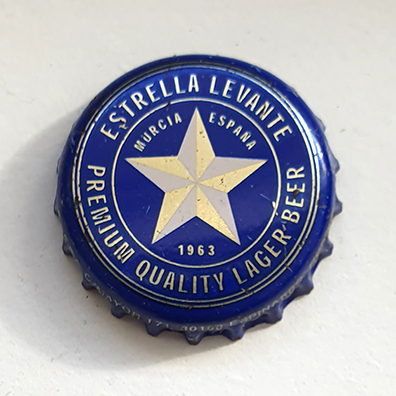 ESTRELLA LEVANTE
MURCIA ESPAÑA
1963
PREMIUM QUALITY LAGER BEER